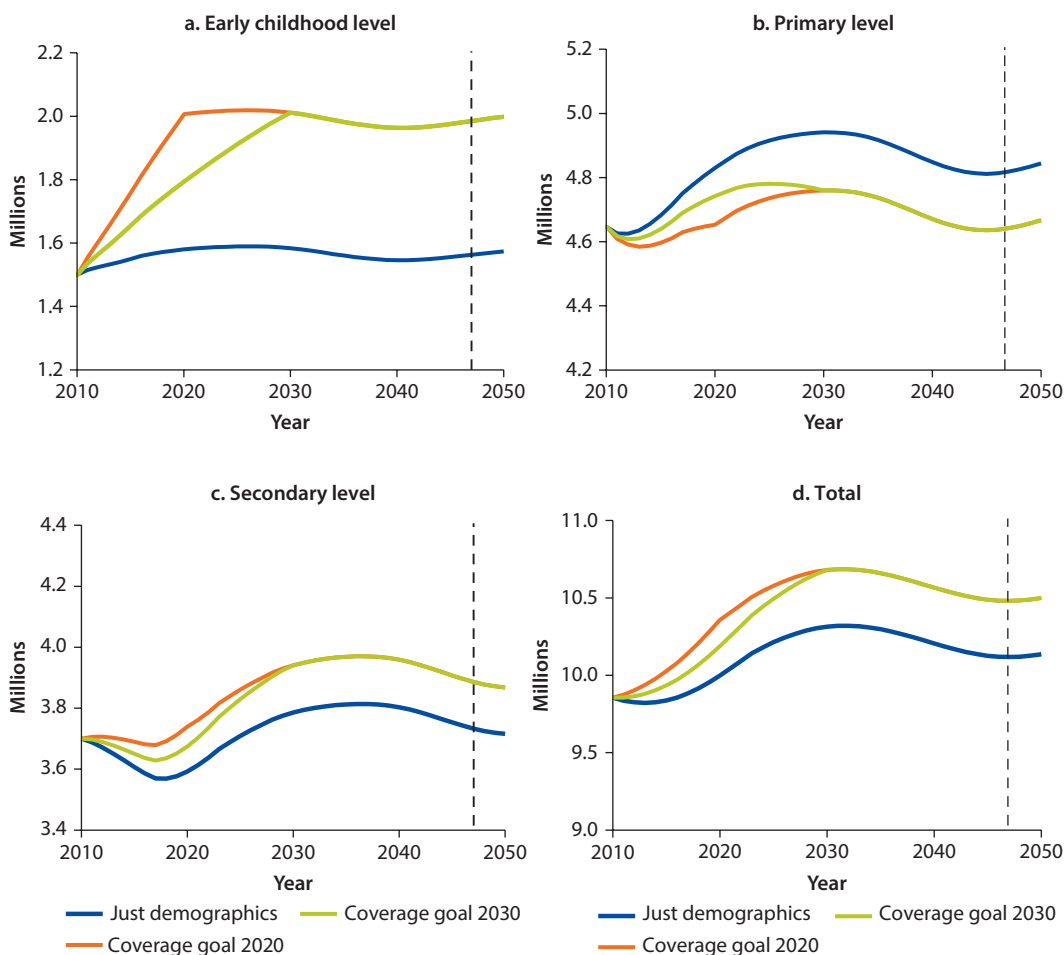 a. Early childhood level
2.2
2.0
1.8
1.6
1.4
1.2
Millions
2010 2020 2030 2040 2050
Year
b. Primary level
5.2
5.0
4.8
4.6
4.4
4.2
Millions
2010 2020 2030 2040 2050
Year
c. Secondary level
4.4
4.2
4.0
3.8
3.6
3.4
Millions
2010 2020 2030 2040 2050
Year
d. Total
11.0
10.5
10.0
9.5
9.0
Millions
2010 2020 2030 2040 2050
Year
Just demographics Coverage goal 2030
Coverage goal 2020
Just demographics Coverage goal 2030
Coverage goal 2020